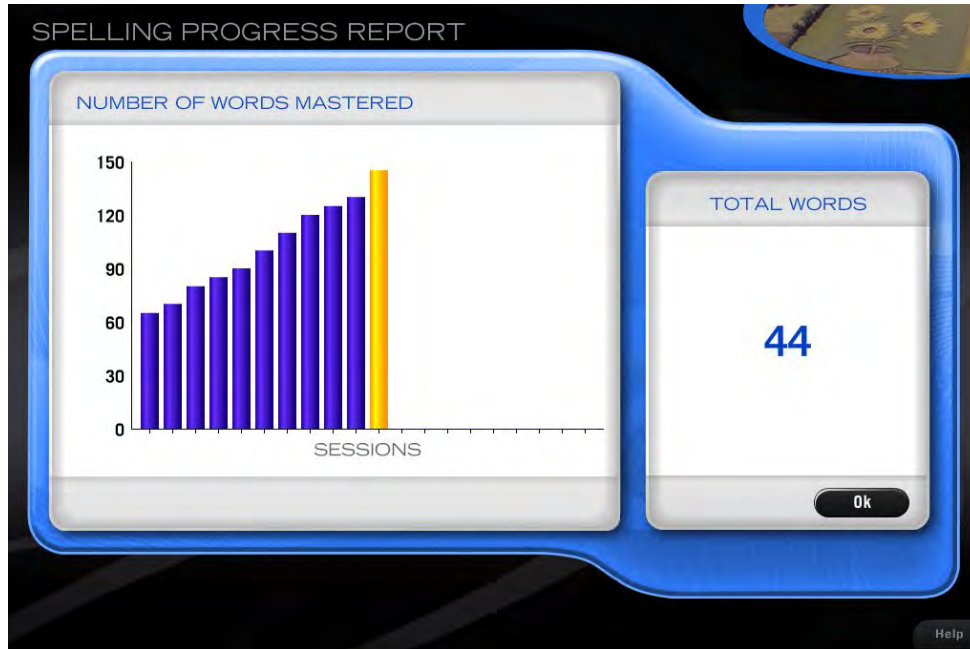 SPELLING PROGRESS REPORT
NUMBER OF WORDS MASTERED
150
120
90
60
30
0
SESSIONS
TOTAL WORDS
44
Ok
Help